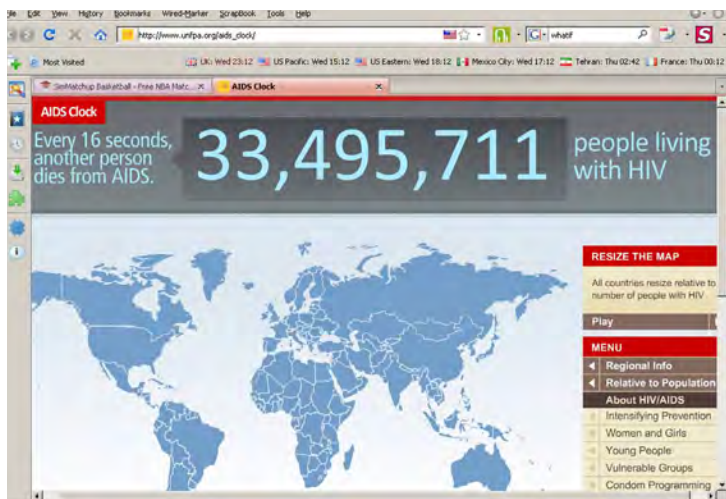 File Edit View History Bookmarks Wired-Marker ScrapBook Tools Help
http://www.unfpa.org/aids_clock/
G
whatif
S
Most Visited
UK: Wed 23:12
US Pacific: Wed 15:12
US Eastern: Wed 18:12
Mexico City: Wed 17:12
Tehran: Thu 02:42
France: Thu 00:12
SimMatchup Basketball - Free NBA Matc...
AIDS Clock
AIDS Clock
Every 16 seconds,
another person
dies from AIDS.
33,495,711
people living
with HIV
RESIZE THE MAP
All countries resize relative to
number of people with HIV
Play
MENU
Regional Info
Relative to Population
About HIV/AIDS
Intensifying Prevention
Women and Girls
Young People
Vulnerable Groups
Condom Programming